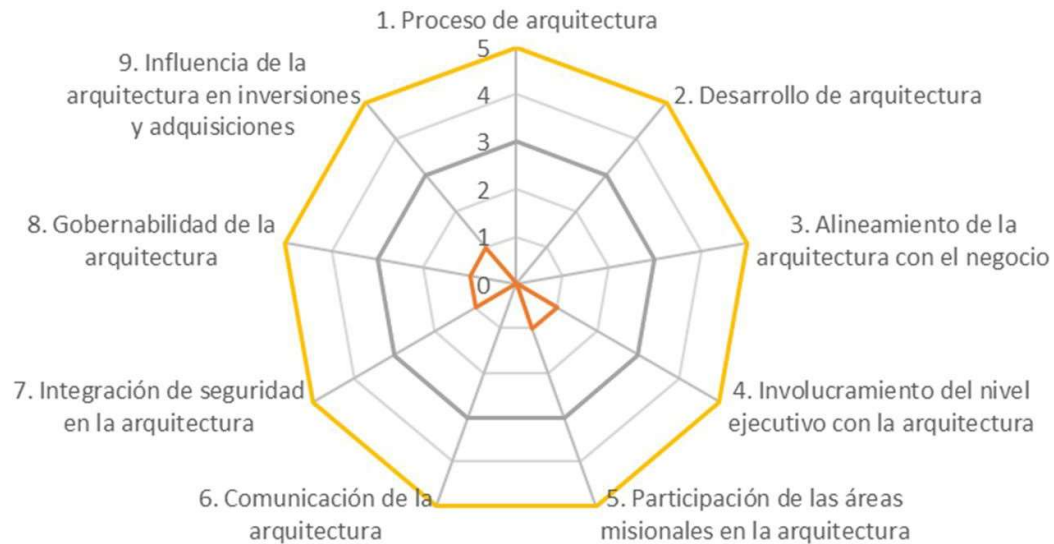 1. Proceso de arquitectura
5
4
3
2
1
0
2. Desarrollo de arquitectura
3. Alineamiento de la
arquitectura con el negocio
4. Involucramiento del nivel
ejecutivo con la arquitectura
5. Participación de las áreas
misionales en la arquitectura
6. Comunicación de la
arquitectura
7. Integración de seguridad
en la arquitectura
8. Gobernabilidad de la
arquitectura
9. Influencia de la
arquitectura en inversiones
y adquisiciones